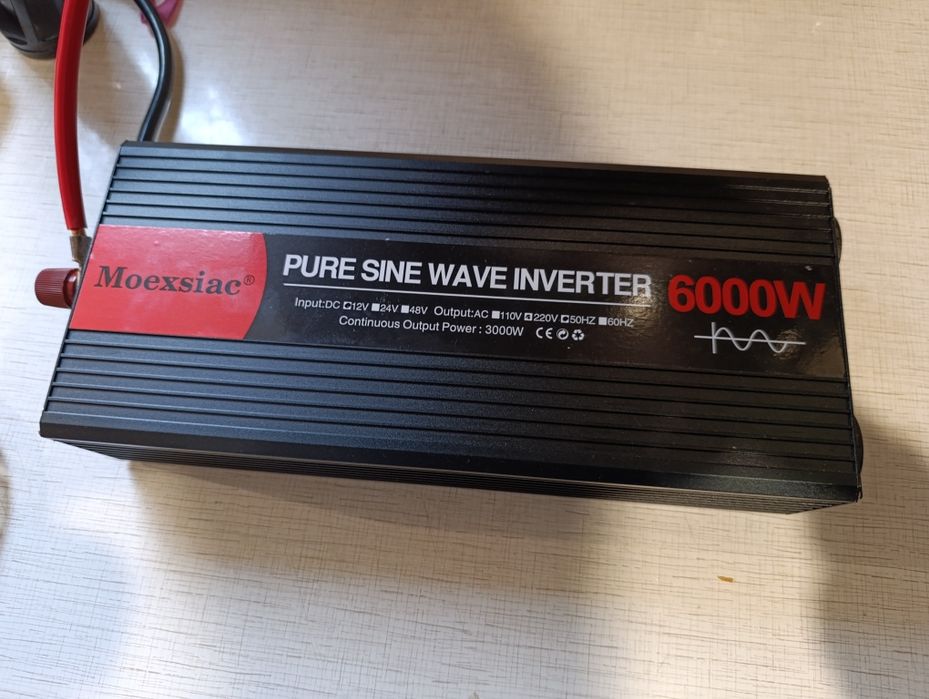 Moexsiac®
PURE SINE WAVE INVERTER
6000W
Input:DC ☑12V ■24V ■48V Output:AC ■110V ☑220V ☑50HZ ■60HZ
Continuous Output Power : 3000W CE